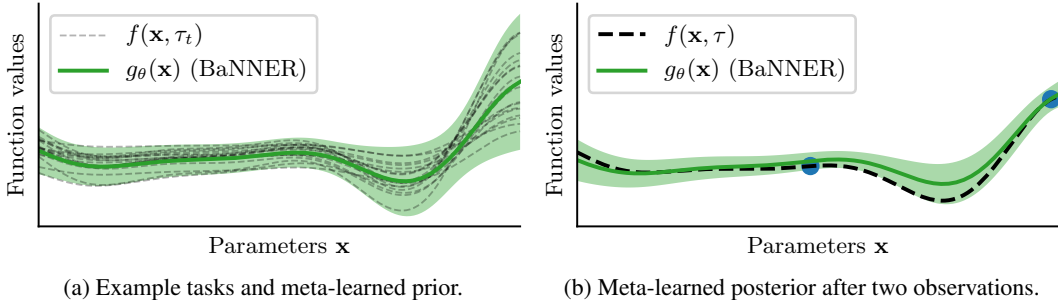 f(x, τₜ)
g_θ(x) (BaNNER)
Function values
Parameters x
(a) Example tasks and meta-learned prior.
f(x, τ)
g_θ(x) (BaNNER)
Function values
Parameters x
(b) Meta-learned posterior after two observations.